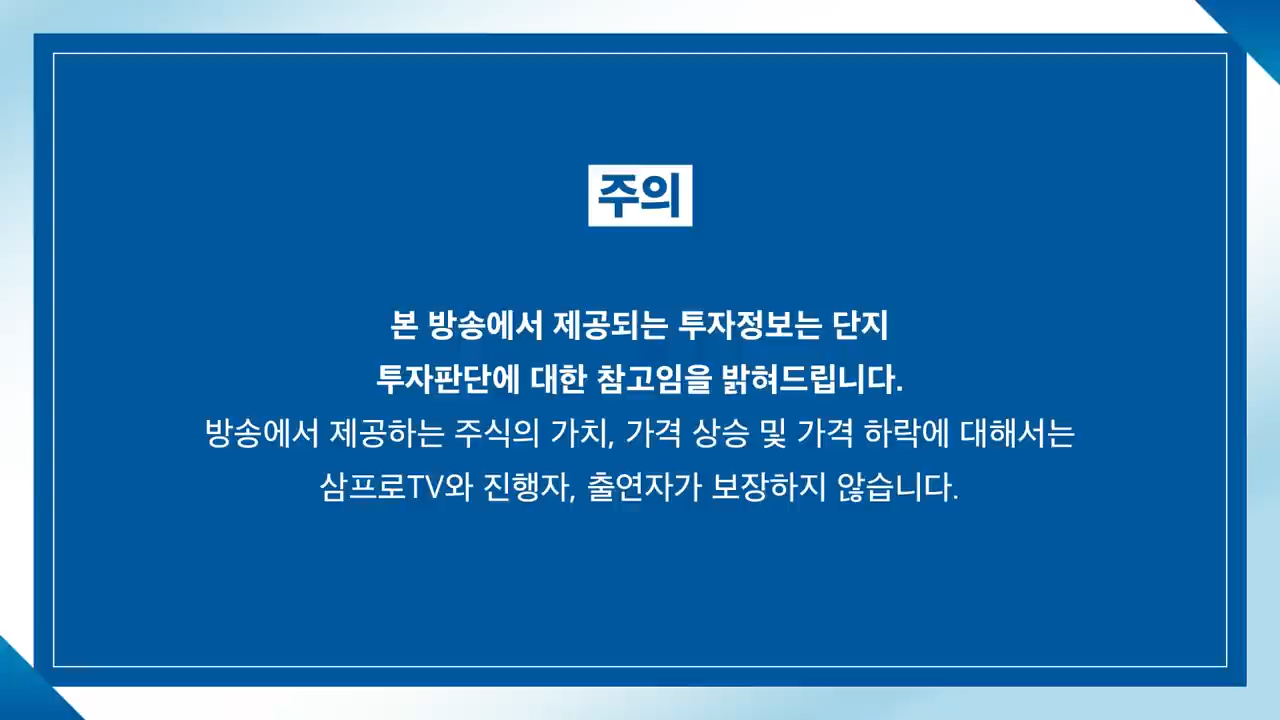 주의
본 방송에서 제공되는 투자정보는 단지
투자판단에 대한 참고임을 밝혀드립니다.
방송에서 제공하는 주식의 가치, 가격 상승 및 가격 하락에 대해서는
삼프로TV와 진행자, 출연자가 보장하지 않습니다.